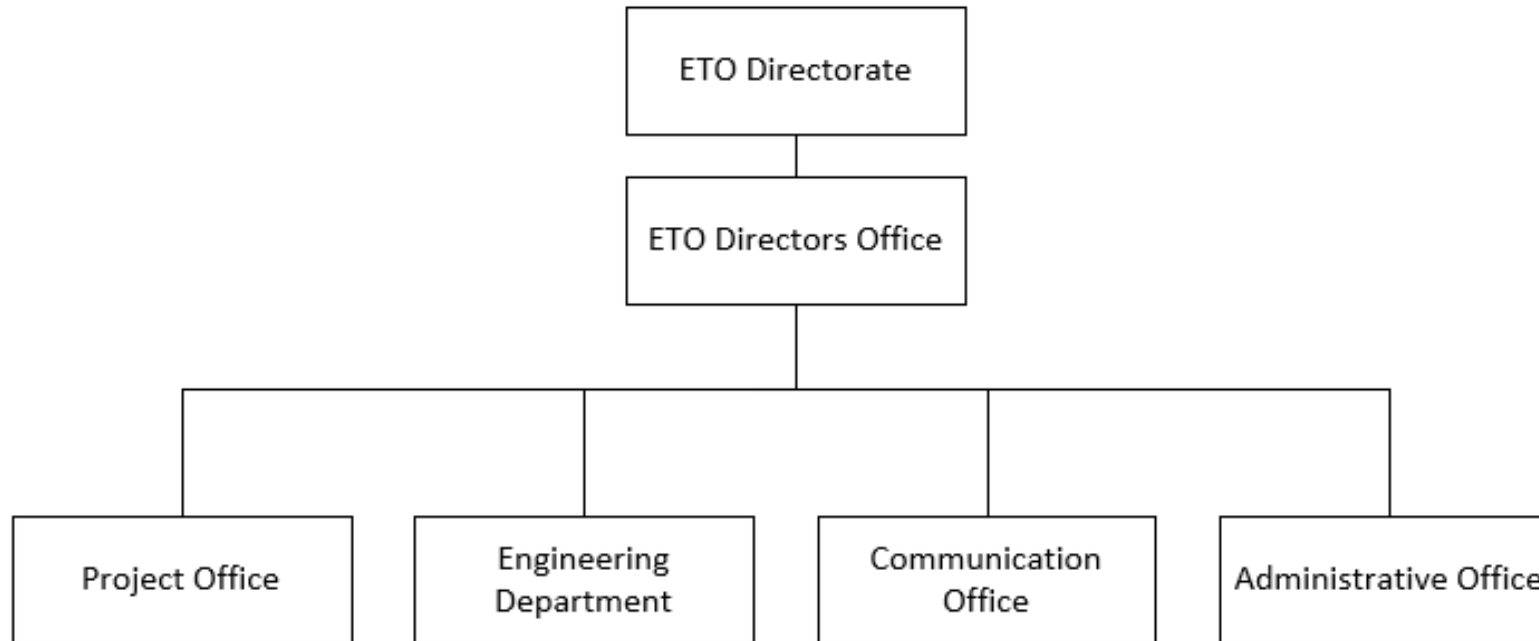 ETO Directorate
ETO Directors Office
Project Office
Engineering
Department
Communication
Office
Administrative Office